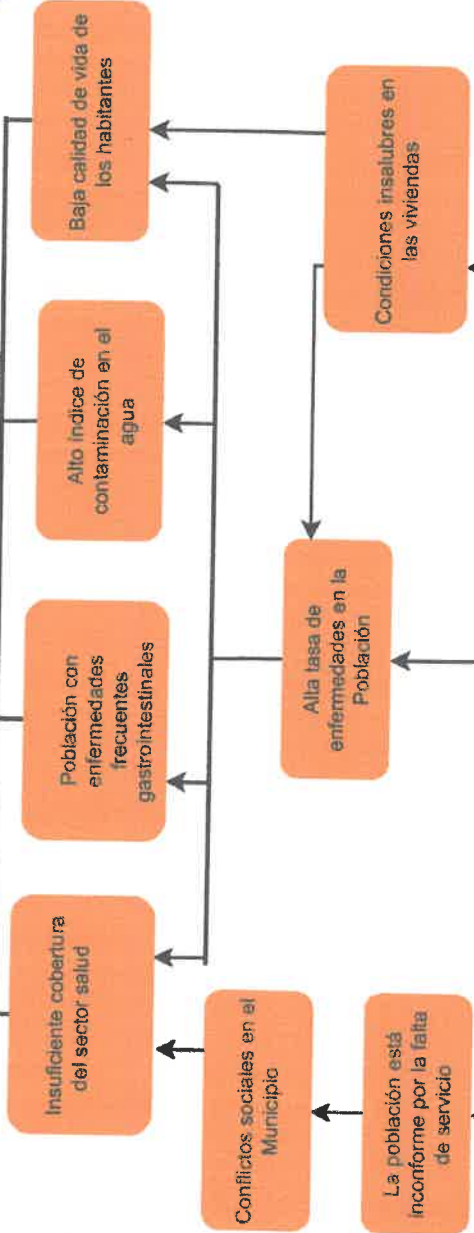 Insuficiente cobertura
del sector salud
Población con
enfermedades
frecuentes
gastrointestinales
Alto índice de
contaminación en el
agua
Baja calidad de vida de
los habitantes
Conflictos sociales en el
Municipio
Alta tasa de
enfermedades en la
Población
Condiciones insalubres en
las viviendas
La población está
inconforme por la falta
de servicio